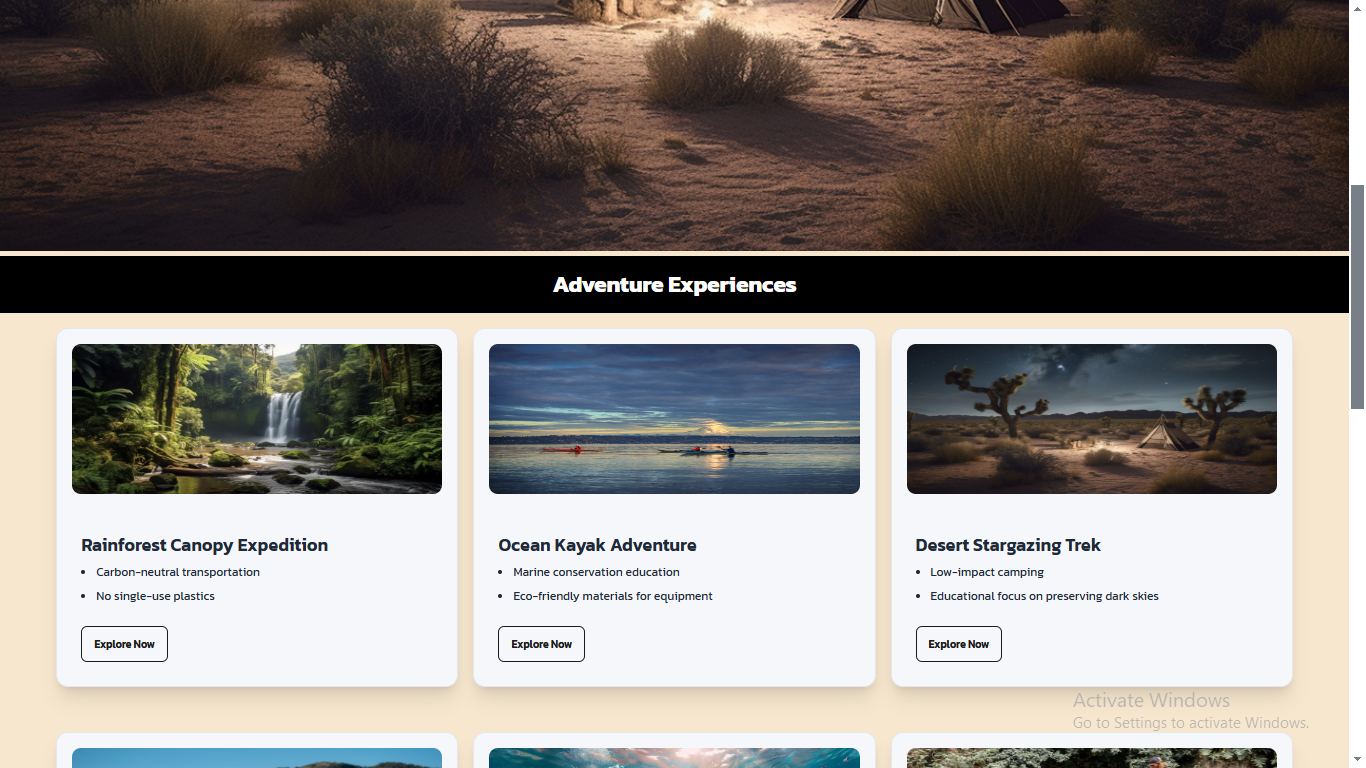 Adventure Experiences
Rainforest Canopy Expedition
• Carbon-neutral transportation
• No single-use plastics
Explore Now
Ocean Kayak Adventure
• Marine conservation education
• Eco-friendly materials for equipment
Explore Now
Desert Stargazing Trek
• Low-impact camping
• Educational focus on preserving dark skies
Explore Now
Activate Windows
Go to Settings to activate Windows.